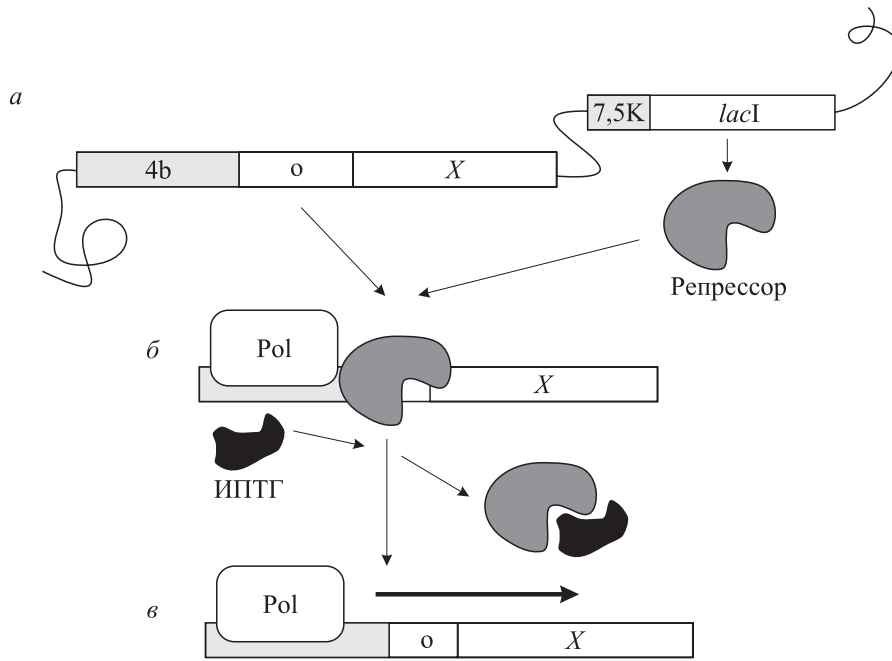 а
7,5K lacI
4b o X
Репрессор
б
Pol
X
ИПТГ
в
Pol
o X